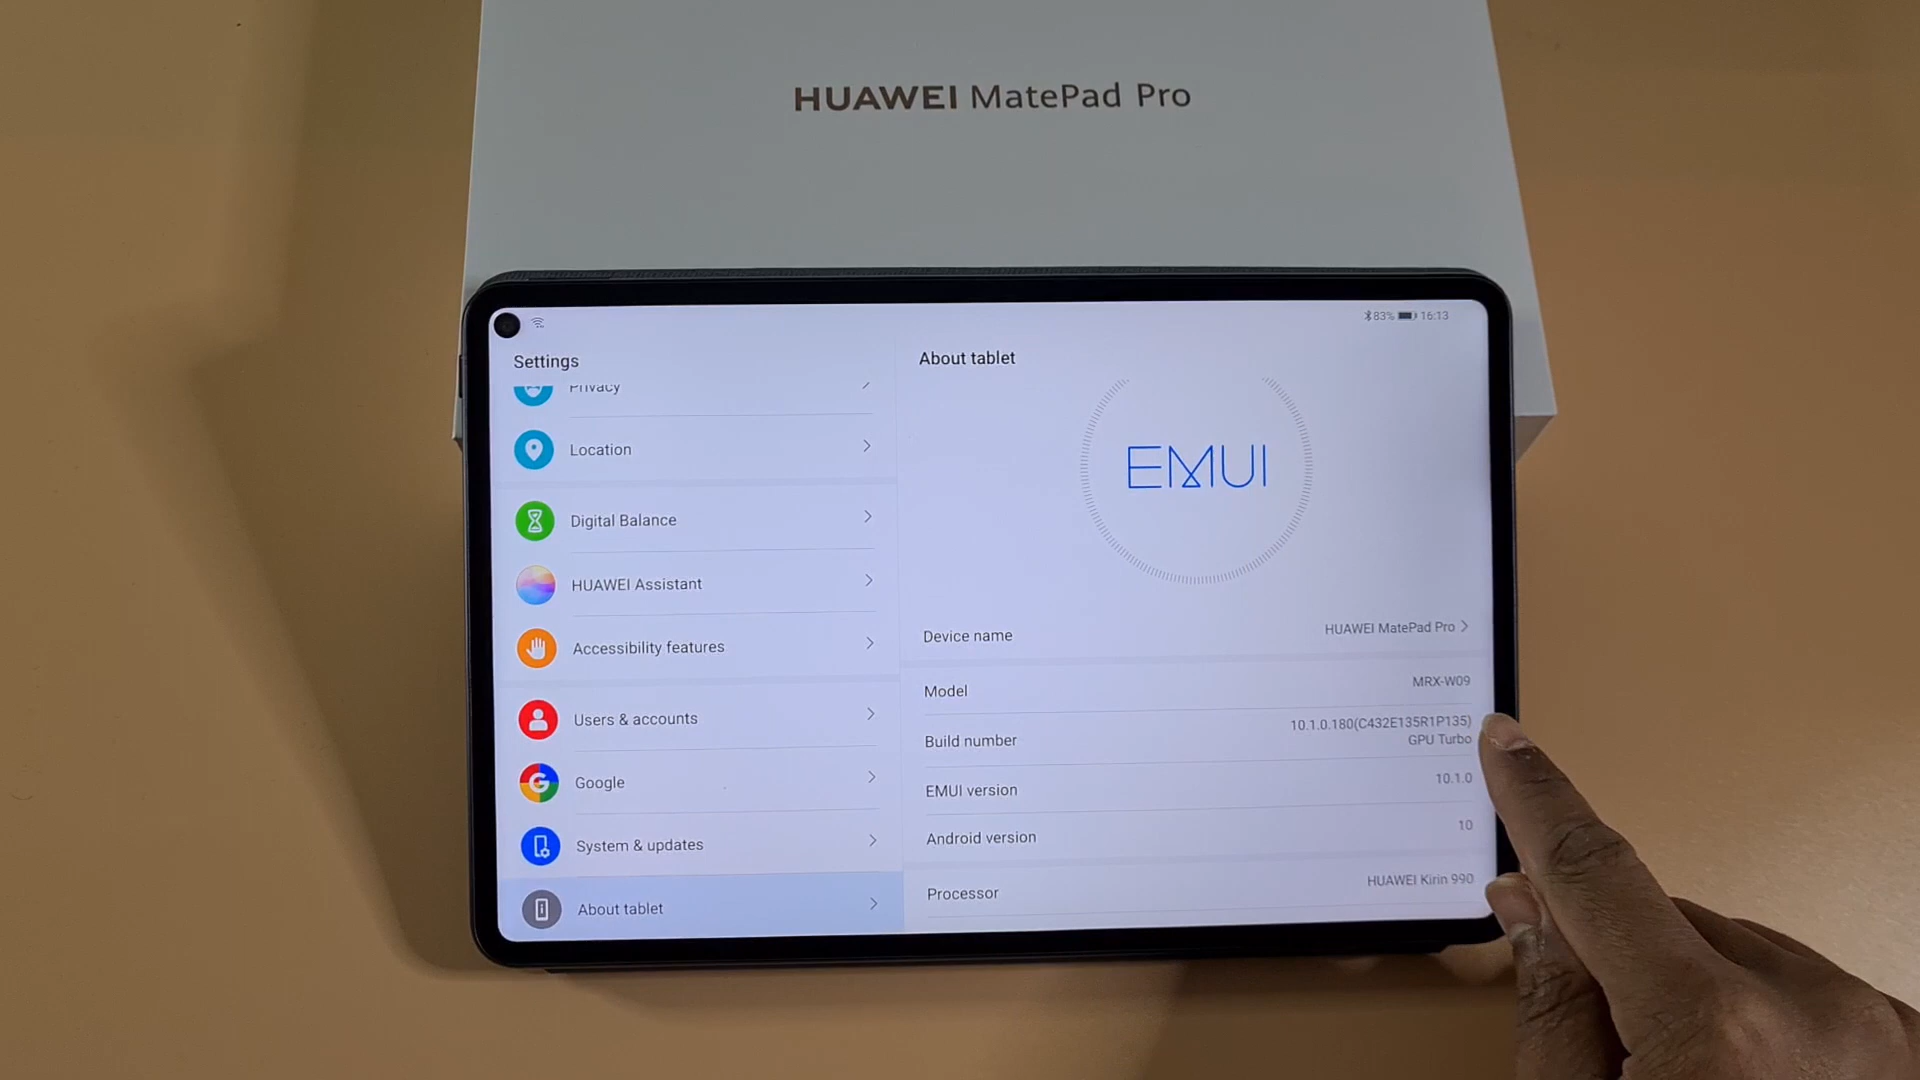 HUAWEI MatePad Pro
83% 16:13
Settings
Privacy
Location
Digital Balance
HUAWEI Assistant
Accessibility features
Users & accounts
Google
System & updates
About tablet
About tablet
EMUI
Device name HUAWEI MatePad Pro
Model MRX-W09
Build number 10.1.0.180(C432E135R1P135)
GPU Turbo
EMUI version 10.1.0
Android version 10
Processor HUAWEI Kirin 990